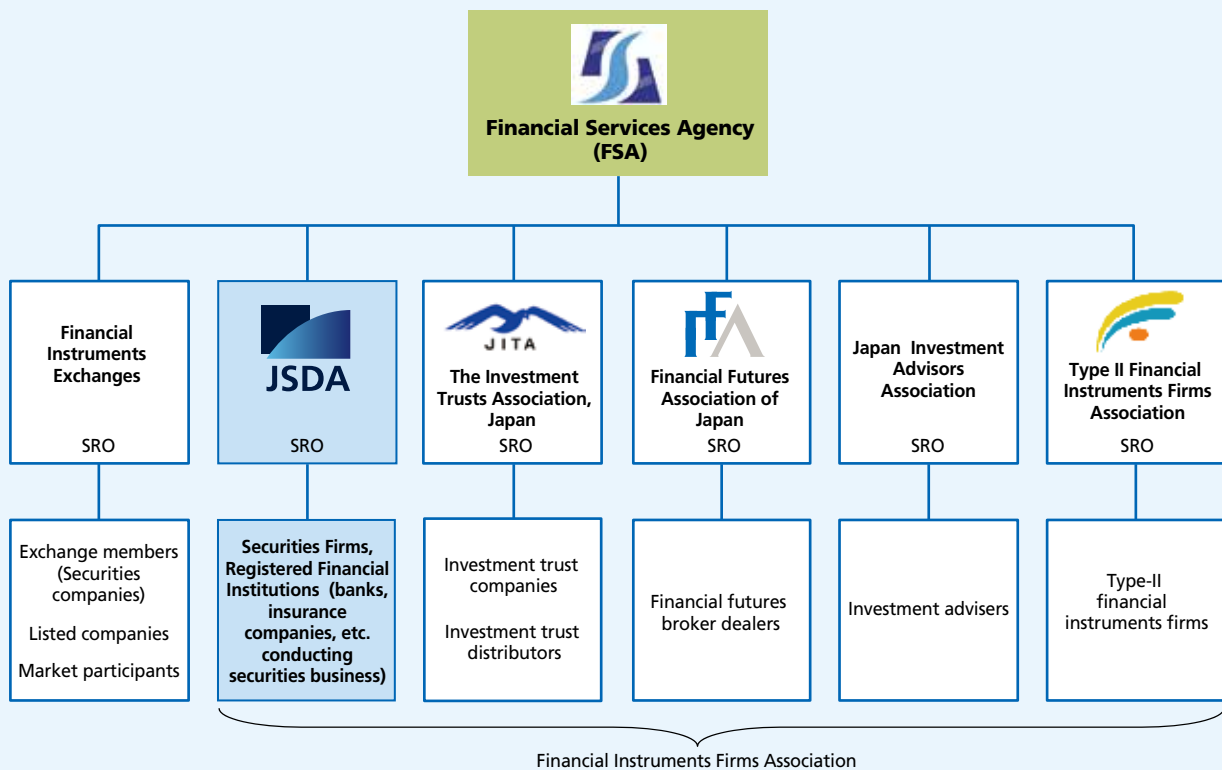 Financial Services Agency
(FSA)
Financial
Instruments
Exchanges
SRO
JSDA
SRO
JITA
The Investment
Trusts Association,
Japan
SRO
FFA
Financial Futures
Association of
Japan
SRO
Japan Investment
Advisors
Association
SRO
Type II Financial
Instruments Firms
Association
SRO
Exchange members
(Securities
companies)
Listed companies
Market participants
Securities Firms,
Registered Financial
Institutions (banks,
insurance
companies, etc.
conducting
securities business)
Investment trust
companies
Investment trust
distributors
Financial futures
broker dealers
Investment advisers
Type-II
financial
instruments firms
Financial Instruments Firms Association